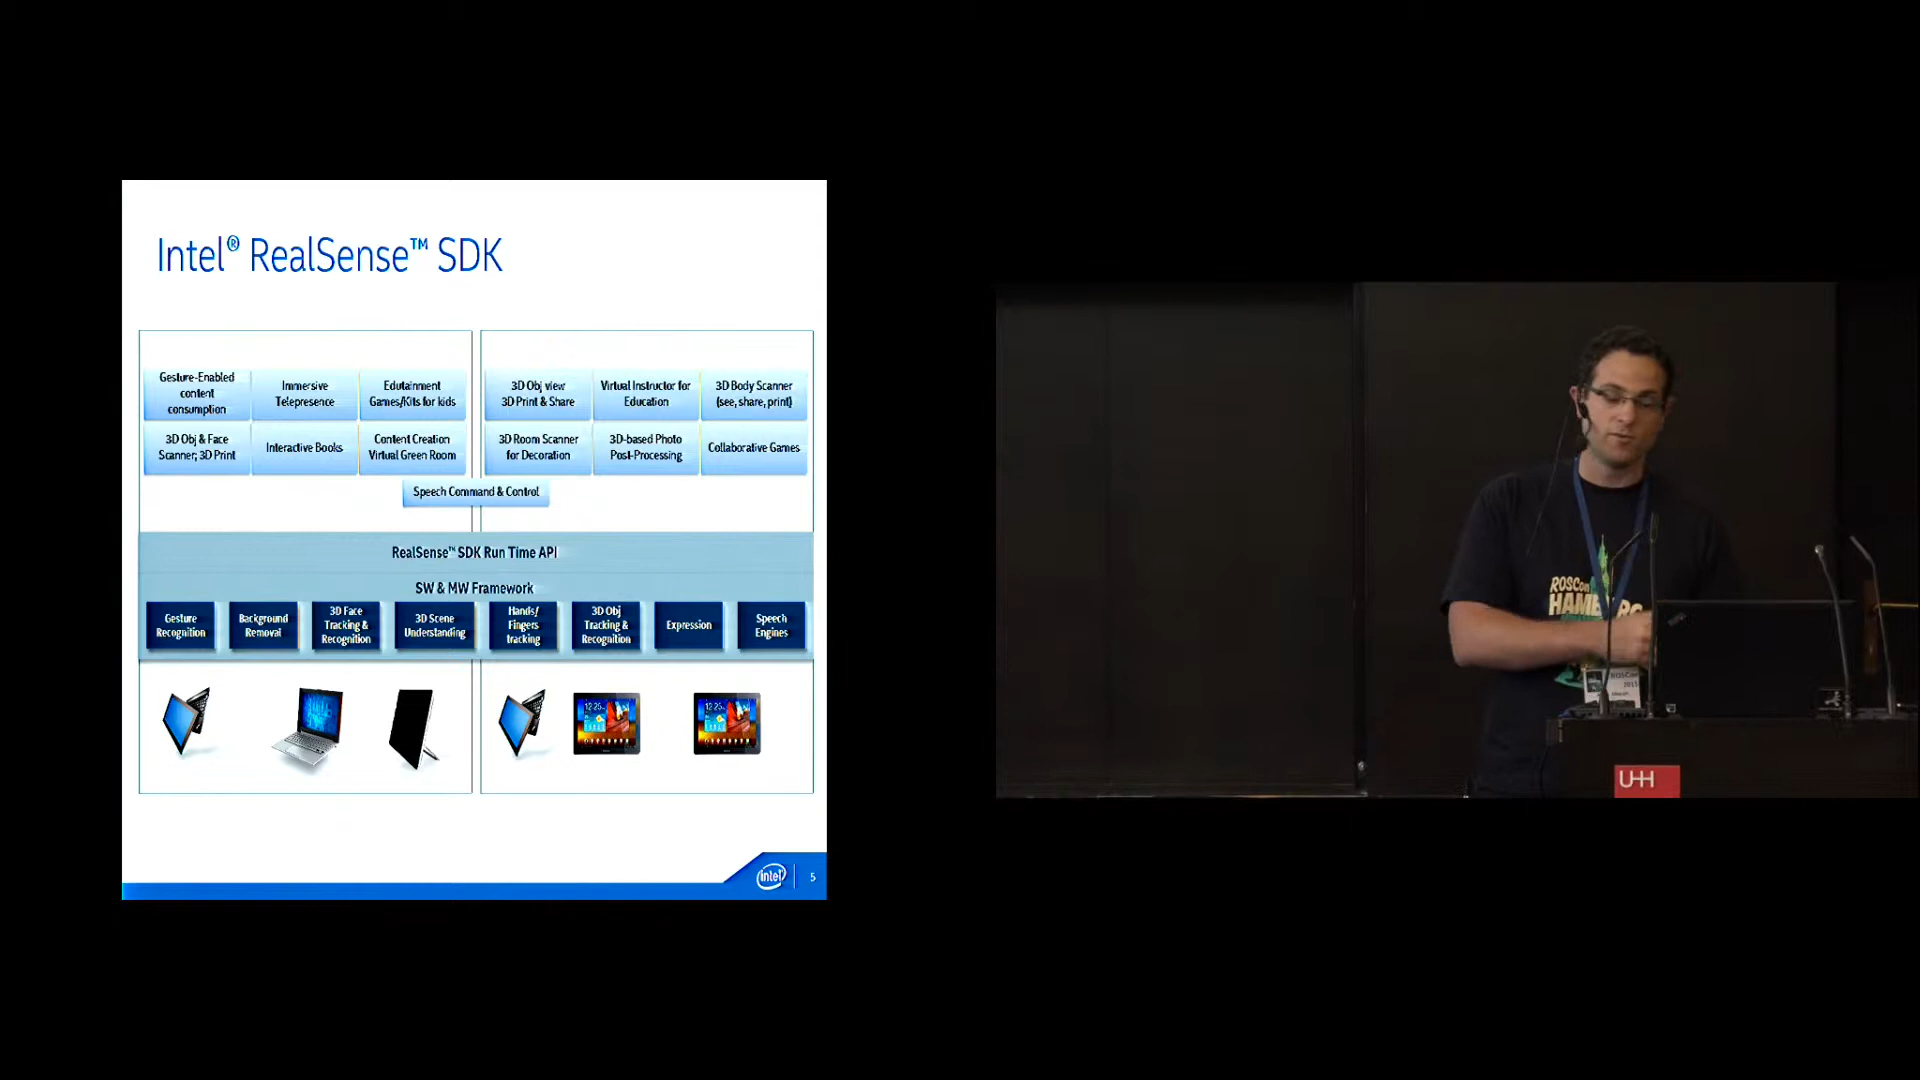 Intel® RealSense™ SDK
Gesture-Enabled
content
consumption
Immersive
Telepresence
Edutainment
Games/Kits for kids
3D Obj view
3D Print & Share
Virtual Instructor for
Education
3D Body Scanner
(see, share, print)
3D Obj & Face
Scanner; 3D Print
Interactive Books
Content Creation
Virtual Green Room
3D Room Scanner
for Decoration
3D-based Photo
Post-Processing
Collaborative Games
Speech Command & Control
RealSense™ SDK Run Time API
SW & MW Framework
Gesture
Recognition
Background
Removal
3D Face
Tracking &
Recognition
3D Scene
Understanding
Hands/
Fingers
tracking
3D Obj
Tracking &
Recognition
Expression
Speech
Engines
intel
5
ROSCon
UHH